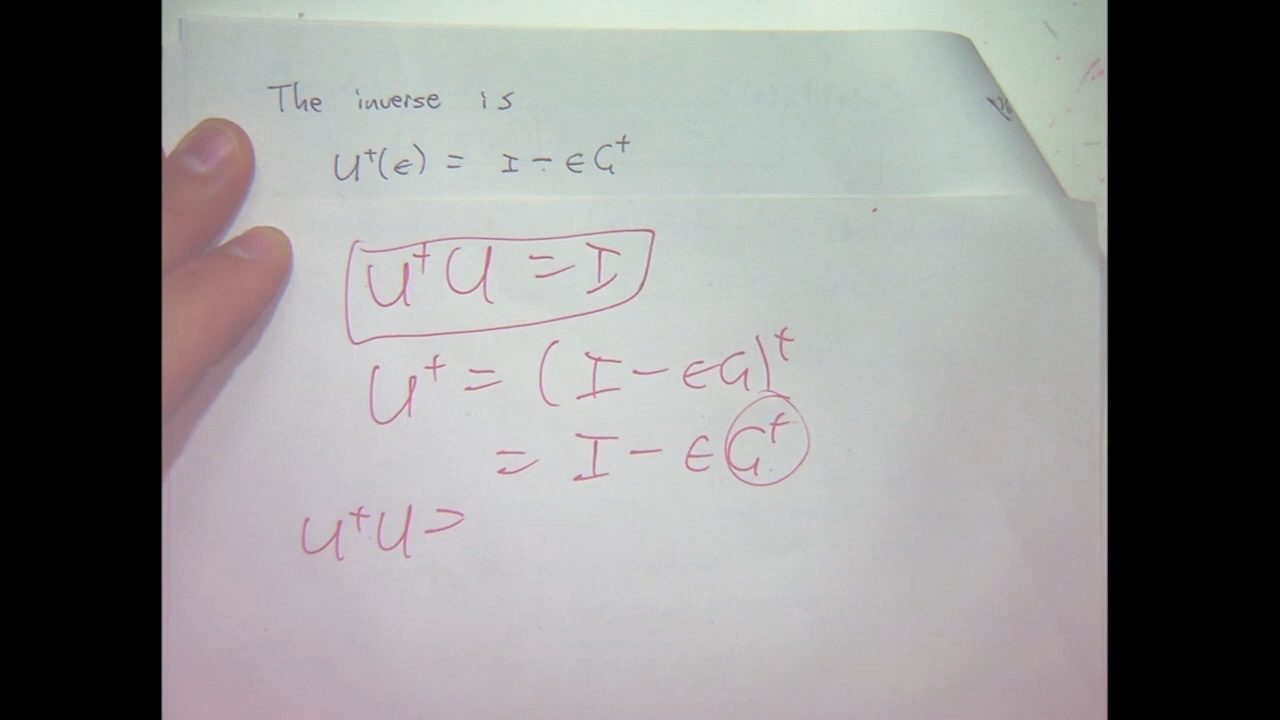 The inverse is
U†(ϵ) = I - ϵG†
U†U = I
U† = (I - ϵG)†
= I - ϵG†
U†U =